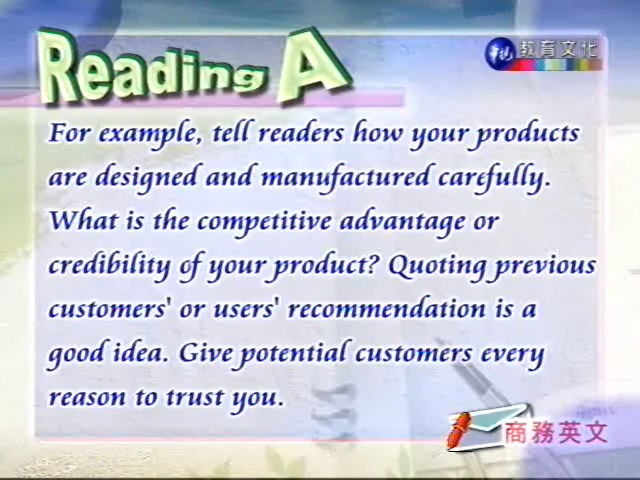 Reading A
華視 教育文化
For example, tell readers how your products
are designed and manufactured carefully.
What is the competitive advantage or
credibility of your product? Quoting previous
customers' or users' recommendation is a
good idea. Give potential customers every
reason to trust you.
商務英文